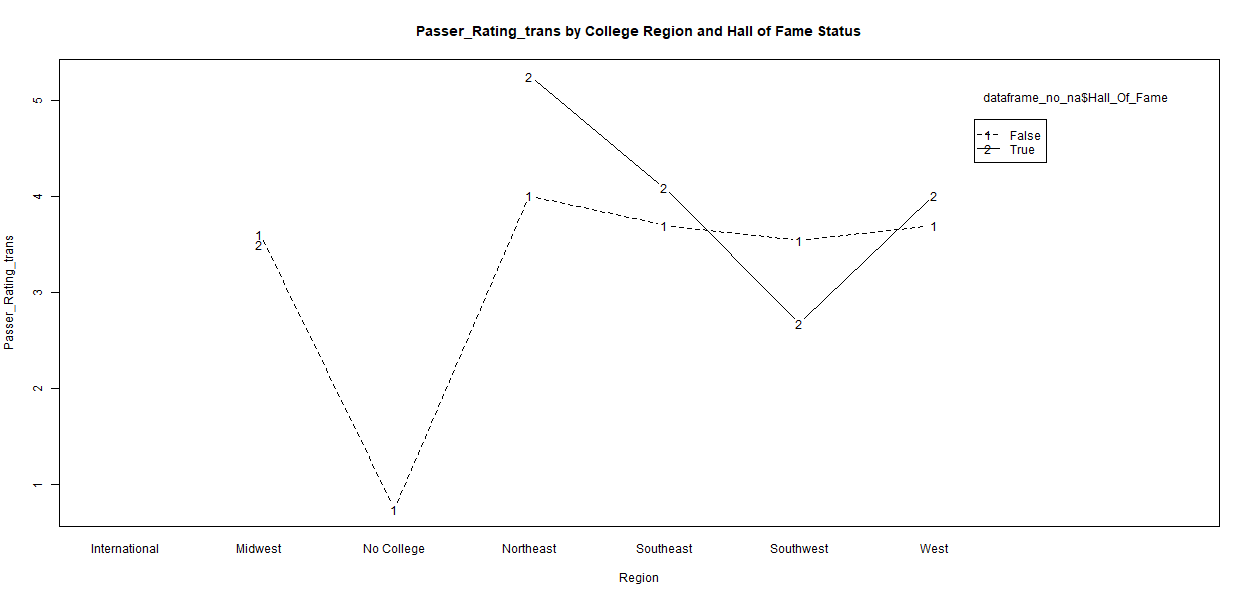 Passer_Rating_trans by College Region and Hall of Fame Status
dataframe_no_na$Hall_Of_Fame
1 False
2 True
Passer_Rating_trans
5
4
3
2
1
1
2
1
2
1
2
1
1
2
2
1
International
Midwest
No College
Northeast
Southeast
Southwest
West
Region